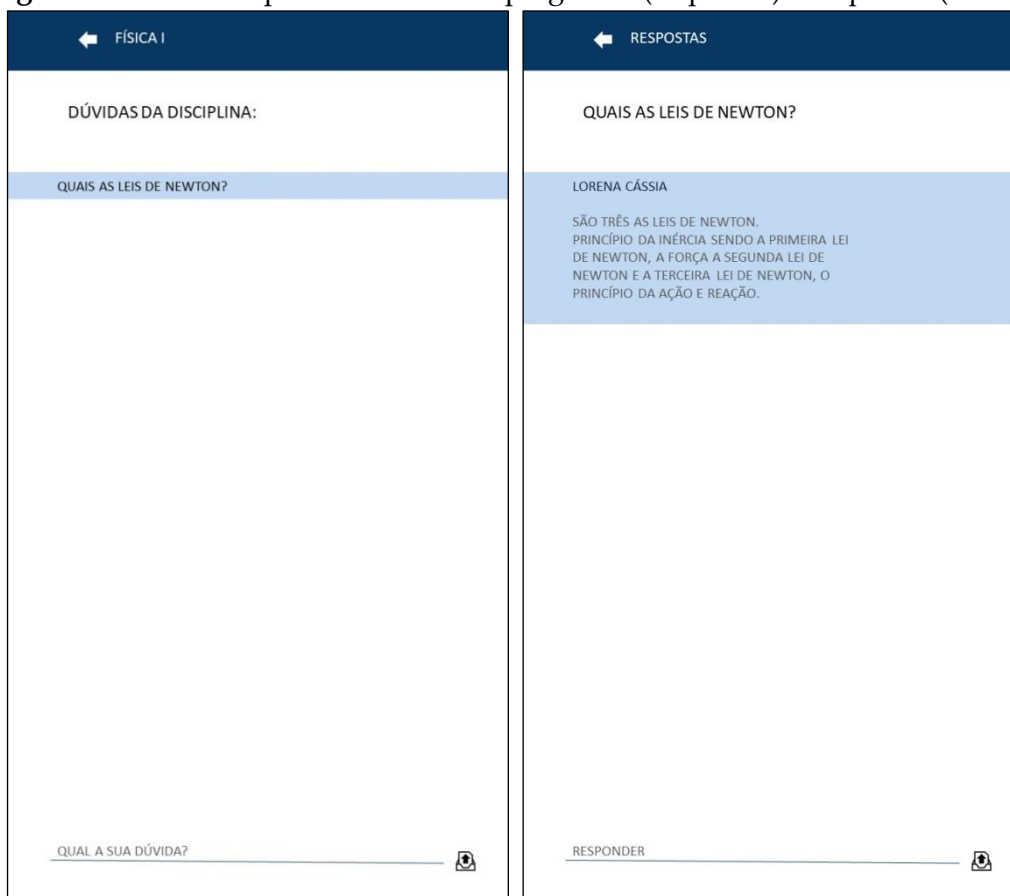 FÍSICA I
DÚVIDAS DA DISCIPLINA:
QUAIS AS LEIS DE NEWTON?
QUAL A SUA DÚVIDA?
RESPOSTAS
QUAIS AS LEIS DE NEWTON?
LORENA CÁSSIA
SÃO TRÊS AS LEIS DE NEWTON.
PRINCÍPIO DA INÉRCIA SENDO A PRIMEIRA LEI
DE NEWTON, A FORÇA A SEGUNDA LEI DE
NEWTON E A TERCEIRA LEI DE NEWTON, O
PRINCÍPIO DA AÇÃO E REAÇÃO.
RESPONDER